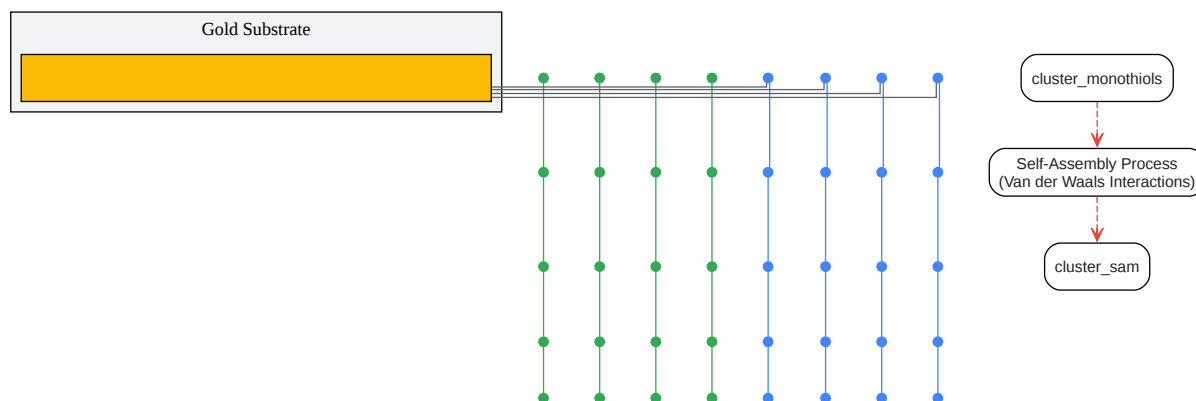 Gold Substrate
cluster_monothiols
Self-Assembly Process
(Van der Waals Interactions)
cluster_sam